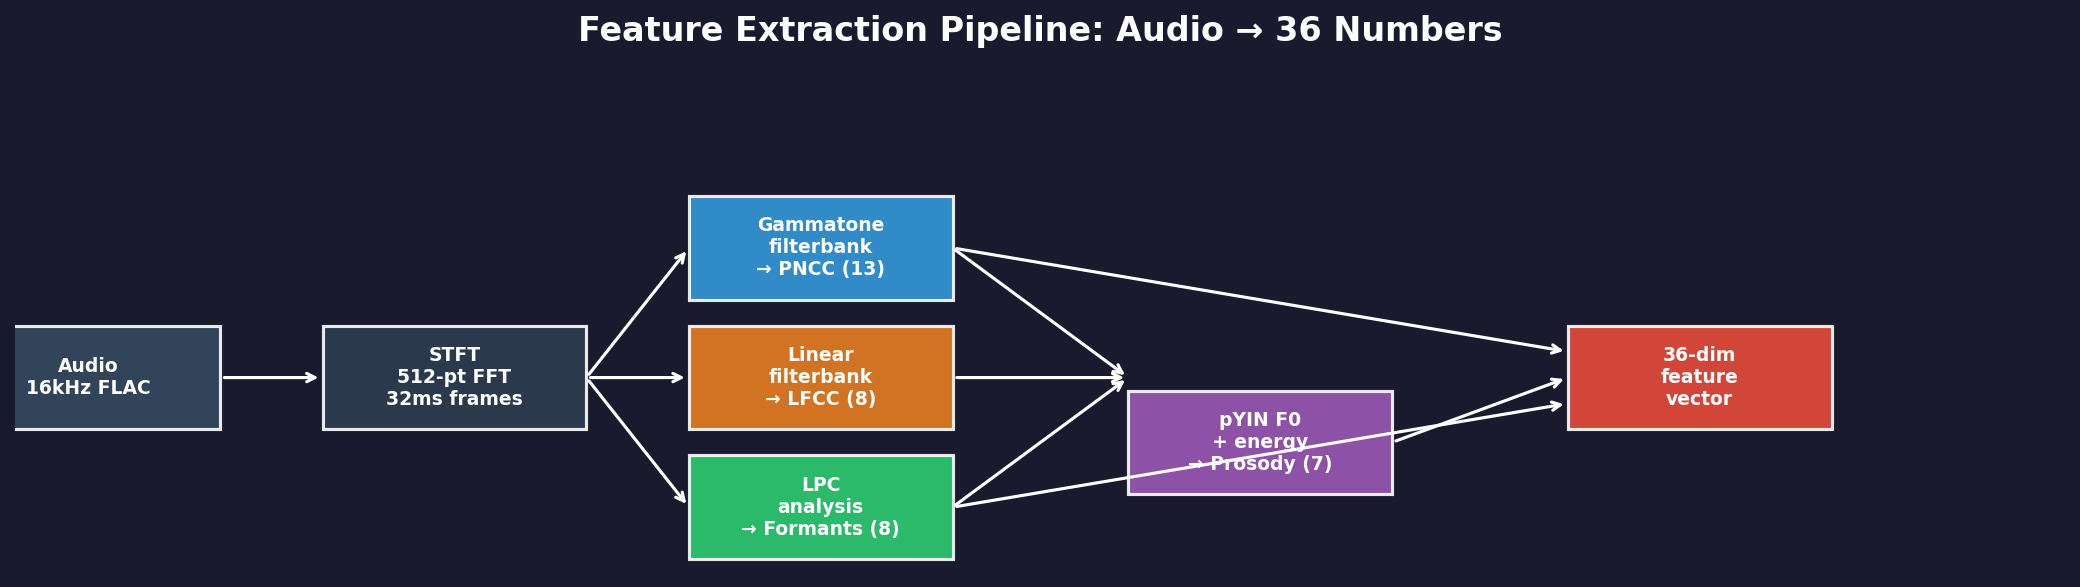 Feature Extraction Pipeline: Audio → 36 Numbers
Audio
16kHz FLAC
STFT
512-pt FFT
32ms frames
Gammatone
filterbank
→ PNCC (13)
Linear
filterbank
→ LFCC (8)
LPC
analysis
→ Formants (8)
pYIN F0
+ energy
→ Prosody (7)
36-dim
feature
vector